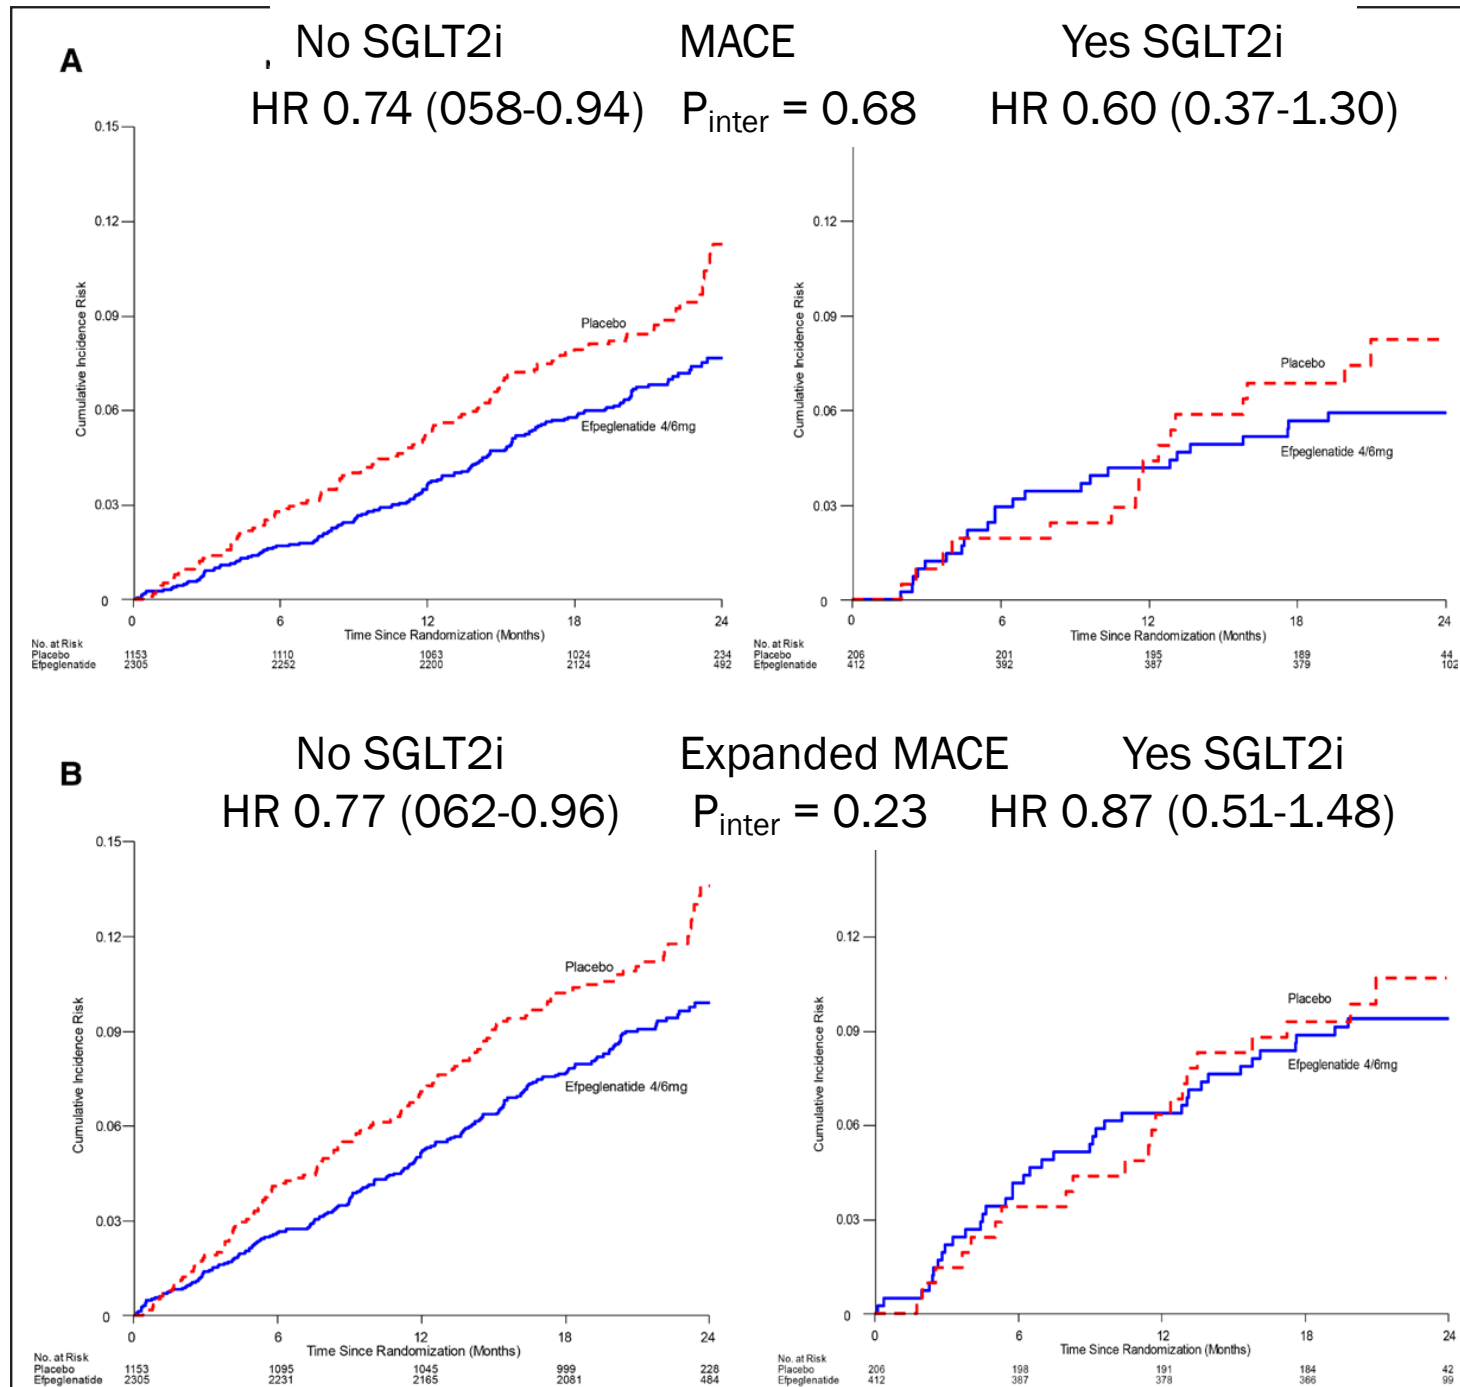 A
No SGLT2i MACE Yes SGLT2i
HR 0.74 (058-0.94) Pinter = 0.68 HR 0.60 (0.37-1.30)
0.15
0.12
0.09
0.06
0.03
0
Cumulative Incidence Risk
Placebo
Efpeglenatide 4/6mg
0 6 12 18 24
Time Since Randomization (Months)
No. at Risk
Placebo 1153 1110 1063 1024 234
Efpeglenatide 2305 2252 2200 2124 492
0.12
0.09
0.06
0.03
0
Cumulative Incidence Risk
Placebo
Efpeglenatide 4/6mg
0 6 12 18 24
Time Since Randomization (Months)
No. at Risk
Placebo 206 201 195 189 44
Efpeglenatide 412 392 387 379 102
B
No SGLT2i Expanded MACE Yes SGLT2i
HR 0.77 (062-0.96) Pinter = 0.23 HR 0.87 (0.51-1.48)
0.15
0.12
0.09
0.06
0.03
0
Cumulative Incidence Risk
Placebo
Efpeglenatide 4/6mg
0 6 12 18 24
Time Since Randomization (Months)
No. at Risk
Placebo 1153 1095 1045 999 228
Efpeglenatide 2305 2231 2165 2081 484
0.12
0.09
0.06
0.03
0
Cumulative Incidence Risk
Placebo
Efpeglenatide 4/6mg
0 6 12 18 24
Time Since Randomization (Months)
No. at Risk
Placebo 206 198 191 184 42
Efpeglenatide 412 387 378 366 99